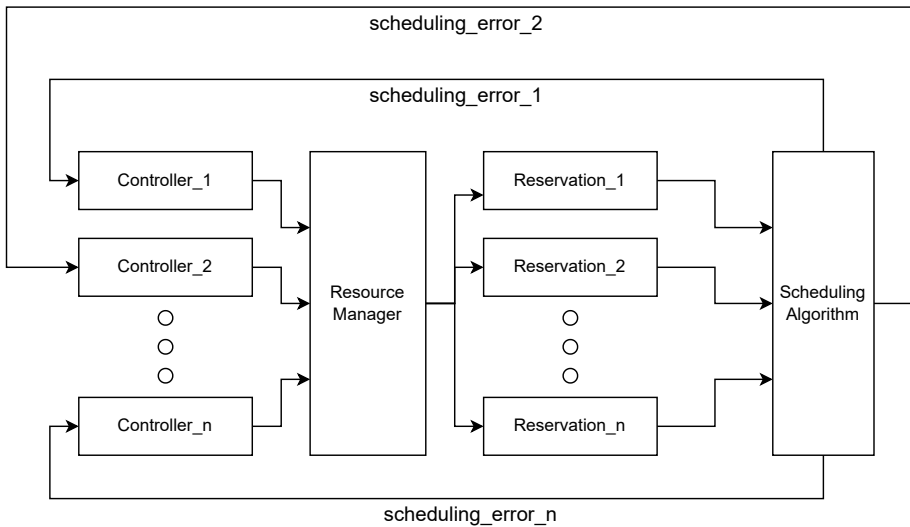 scheduling_error_2
scheduling_error_1
Controller_1
Reservation_1
Controller_2
Reservation_2
Resource
Manager
Scheduling
Algorithm
Controller_n
Reservation_n
scheduling_error_n